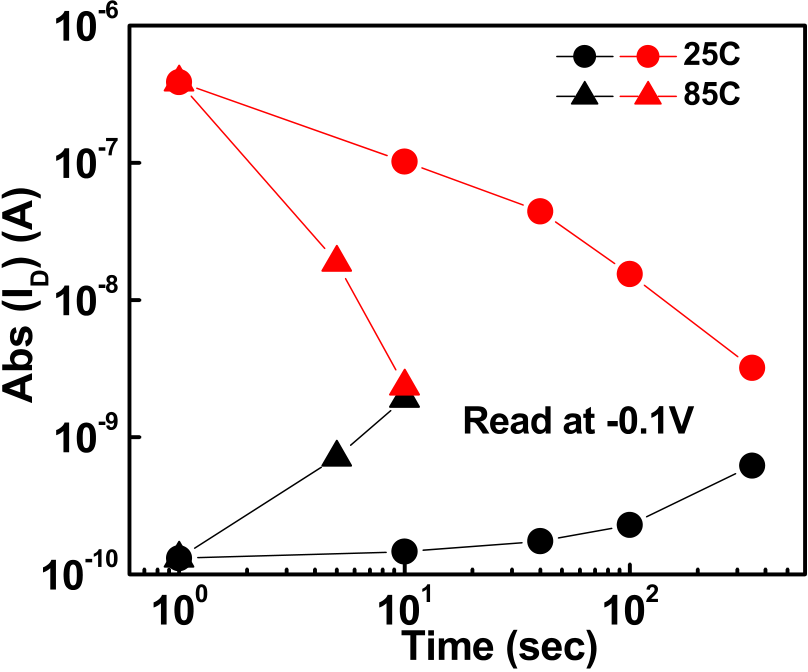 10⁻⁶
25C
85C
10⁻⁷
10⁻⁸
10⁻⁹
10⁻¹⁰
Abs (I_D) (A)
Read at -0.1V
10⁰ 10¹ 10²
Time (sec)